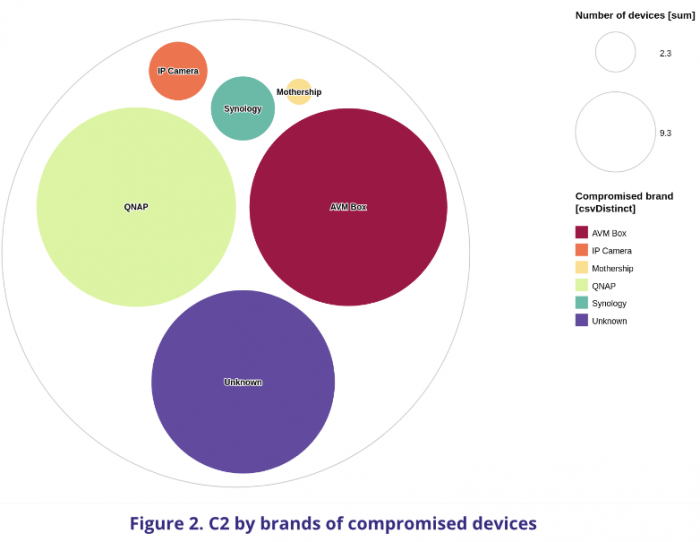 Number of devices [sum]
2.3
9.3
IP Camera
Mothership
Synology
QNAP
AVM Box
Unknown
Compromised brand
[csvDistinct]
AVM Box
IP Camera
Mothership
QNAP
Synology
Unknown
Figure 2. C2 by brands of compromised devices